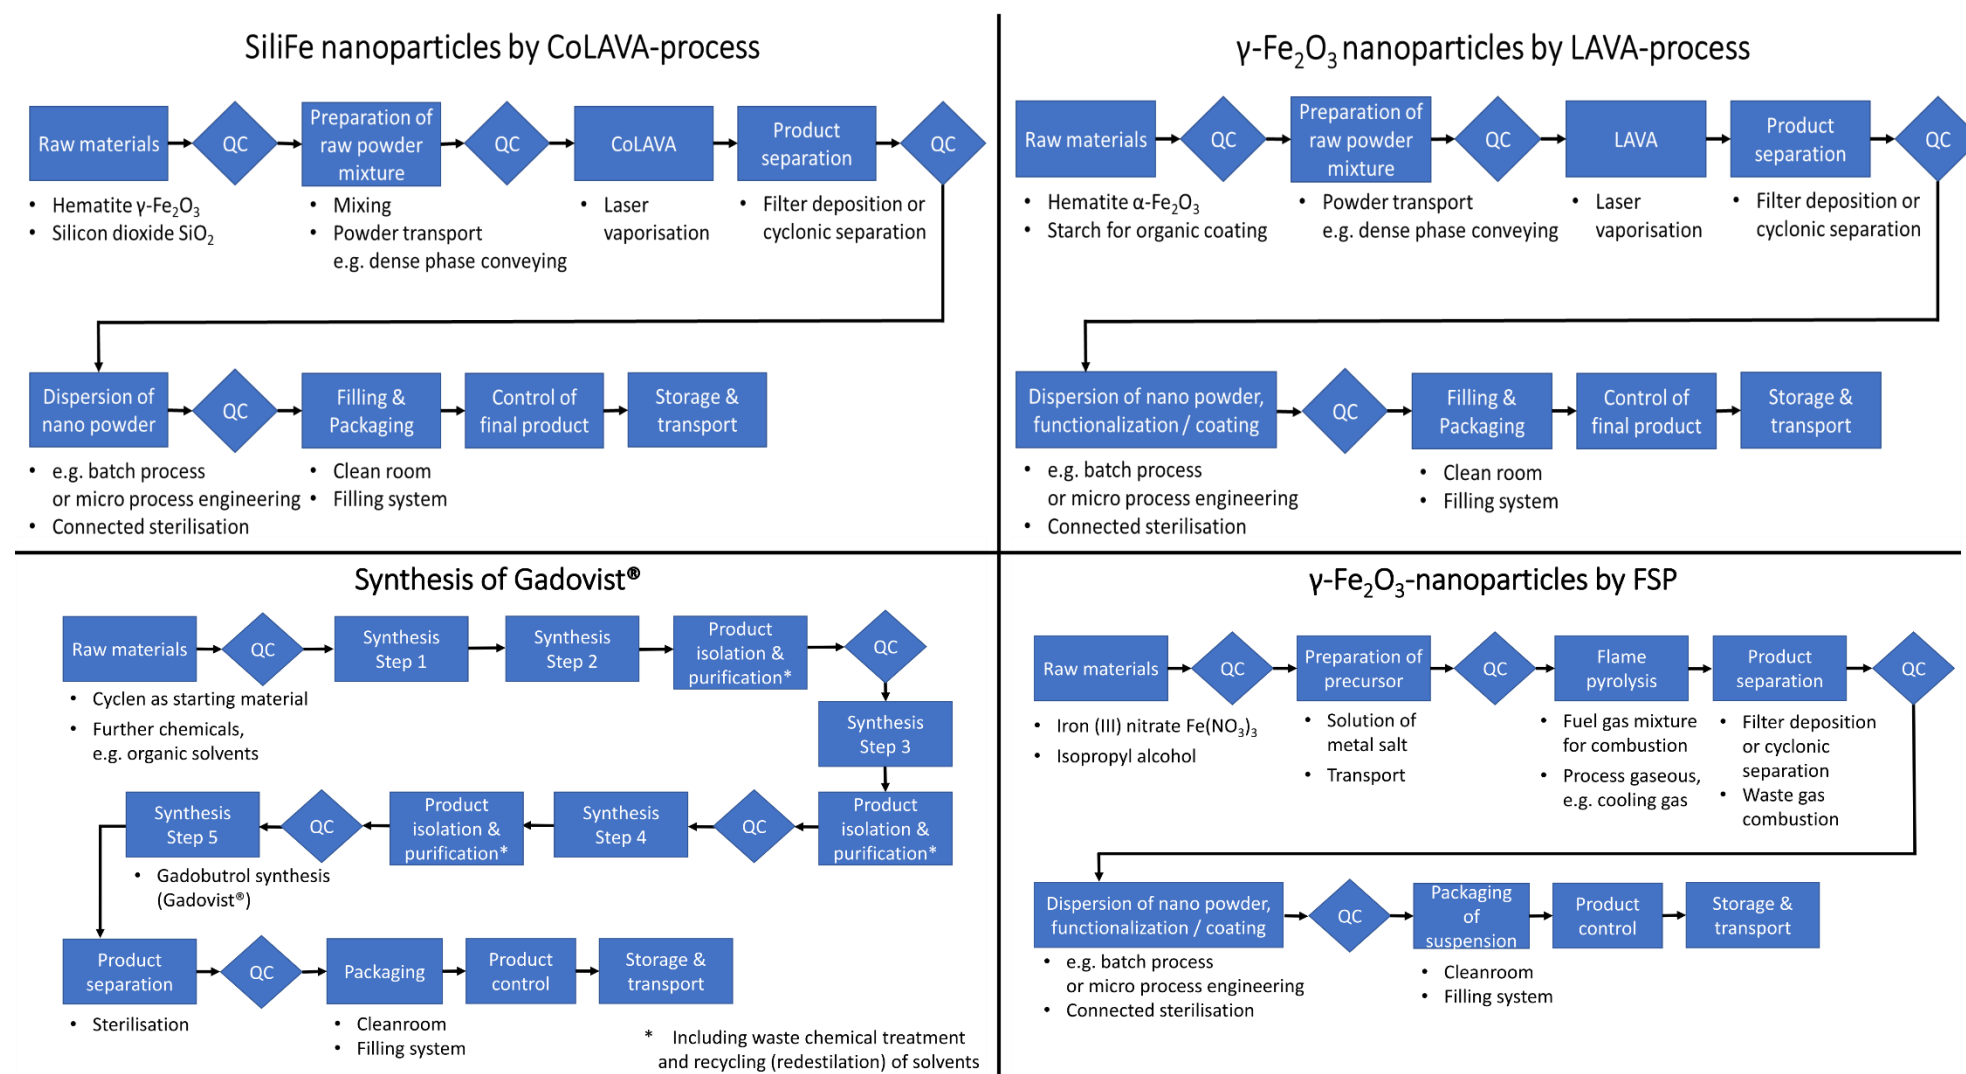 SiliFe nanoparticles by CoLAVA-process
Raw materials
QC
Preparation of
raw powder
mixture
QC
CoLAVA
Product
separation
QC
• Hematite γ-Fe₂O₃
• Silicon dioxide SiO₂
• Mixing
• Powder transport
e.g. dense phase conveying
• Laser
vaporisation
• Filter deposition or
cyclonic separation
Dispersion of
nano powder
QC
Filling &
Packaging
Control of
final product
Storage &
transport
• e.g. batch process
or micro process engineering
• Connected sterilisation
• Clean room
• Filling system
γ-Fe₂O₃ nanoparticles by LAVA-process
Raw materials
QC
Preparation of
raw powder
mixture
QC
LAVA
Product
separation
QC
• Hematite α-Fe₂O₃
• Starch for organic coating
• Powder transport
e.g. dense phase conveying
• Laser
vaporisation
• Filter deposition or
cyclonic separation
Dispersion of nano powder,
functionalization / coating
QC
Filling &
Packaging
Control of
final product
Storage &
transport
• e.g. batch process
or micro process engineering
• Connected sterilisation
• Clean room
• Filling system
Synthesis of Gadovist®
Raw materials
QC
Synthesis
Step 1
Synthesis
Step 2
Product
isolation &
purification*
QC
• Cyclen as starting material
• Further chemicals,
e.g. organic solvents
Synthesis
Step 3
Product
isolation &
purification*
QC
Synthesis
Step 4
Product
isolation &
purification*
QC
Synthesis
Step 5
• Gadobutrol synthesis
(Gadovist®)
Product
separation
QC
Packaging
Product
control
Storage &
transport
• Sterilisation
• Cleanroom
• Filling system
* Including waste chemical treatment
and recycling (redestilation) of solvents
γ-Fe₂O₃-nanoparticles by FSP
Raw materials
QC
Preparation of
precursor
QC
Flame
pyrolysis
Product
separation
QC
• Iron (III) nitrate Fe(NO₃)₃
• Isopropyl alcohol
• Solution of
metal salt
• Transport
• Fuel gas mixture
for combustion
• Process gaseous,
e.g. cooling gas
• Filter deposition
or cyclonic
separation
• Waste gas
combustion
Dispersion of nano powder,
functionalization / coating
QC
Packaging
of
suspension
Product
control
Storage &
transport
• e.g. batch process
or micro process engineering
• Connected sterilisation
• Cleanroom
• Filling system